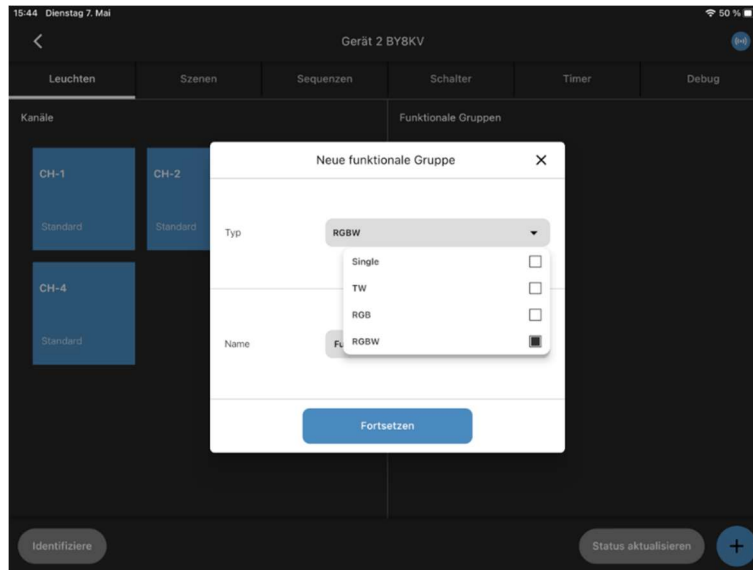 15:44 Dienstag 7. Mai 50 %
Gerät 2 BY8KV
Leuchten Szenen Sequenzen Schalter Timer Debug
Kanäle Funktionale Gruppen
Neue funktionale Gruppe
CH-1 CH-2
Standard Standard
Typ RGBW
Single
TW
RGB
RGBW
CH-4
Standard
Name Fu
Fortsetzen
Identifiziere Status aktualisieren